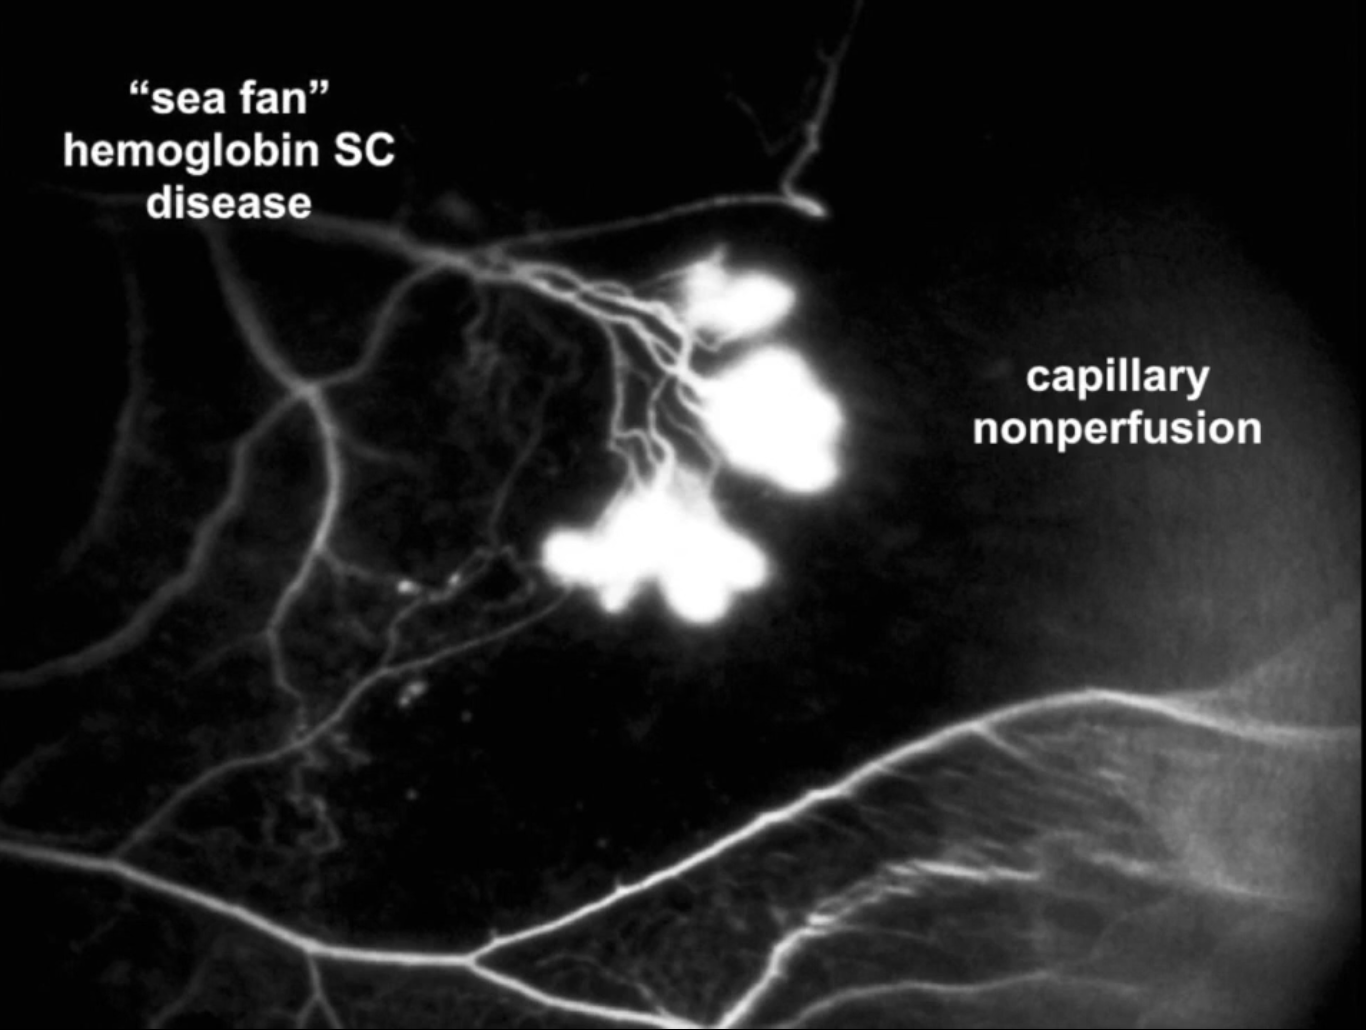 “sea fan”
hemoglobin SC
disease
capillary
nonperfusion